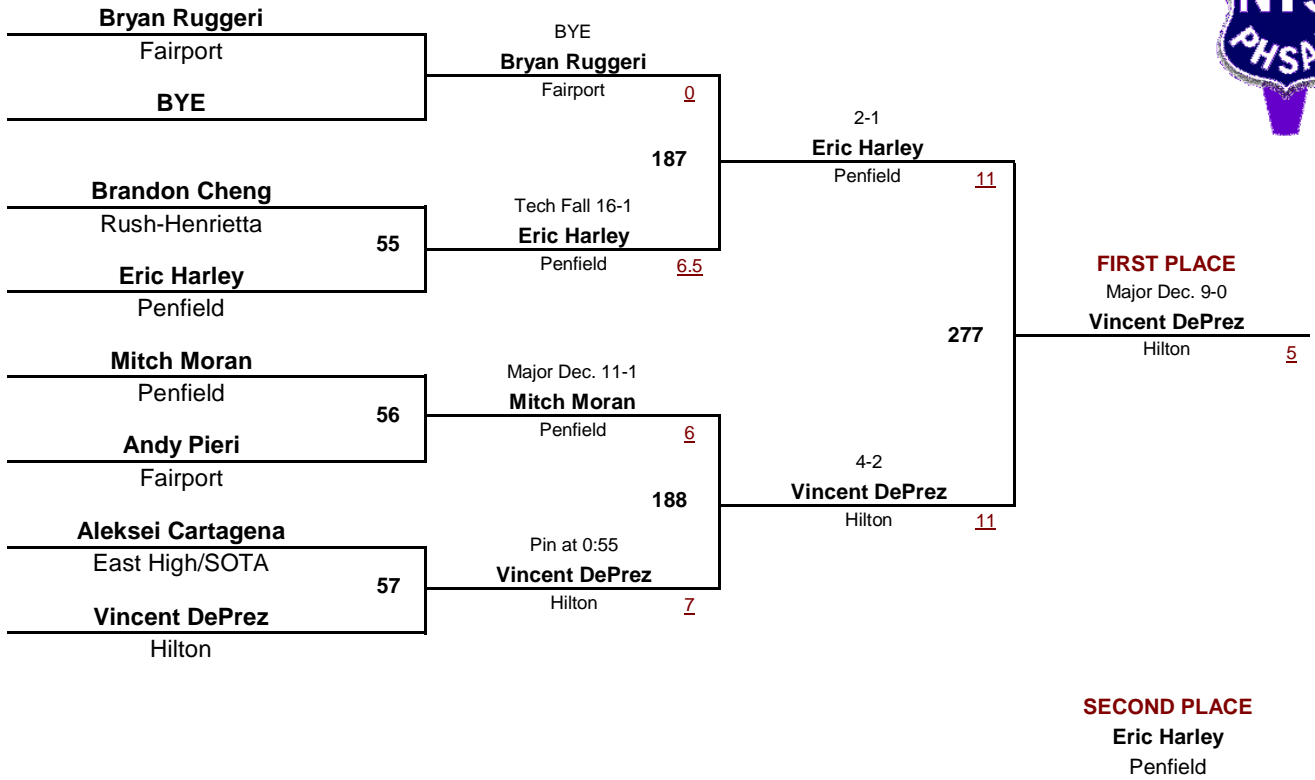 Bryan Ruggeri
Fairport
BYE
Brandon Cheng
Rush-Henrietta
55
Eric Harley
Penfield
Mitch Moran
Penfield
56
Andy Pieri
Fairport
Aleksei Cartagena
East High/SOTA
57
Vincent DePrez
Hilton
BYE
Bryan Ruggeri
Fairport 0
187
Tech Fall 16-1
Eric Harley
Penfield 6.5
Major Dec. 11-1
Mitch Moran
Penfield 6
188
Pin at 0:55
Vincent DePrez
Hilton 7
2-1
Eric Harley
Penfield 11
277
4-2
Vincent DePrez
Hilton 11
FIRST PLACE
Major Dec. 9-0
Vincent DePrez
Hilton 5
SECOND PLACE
Eric Harley
Penfield